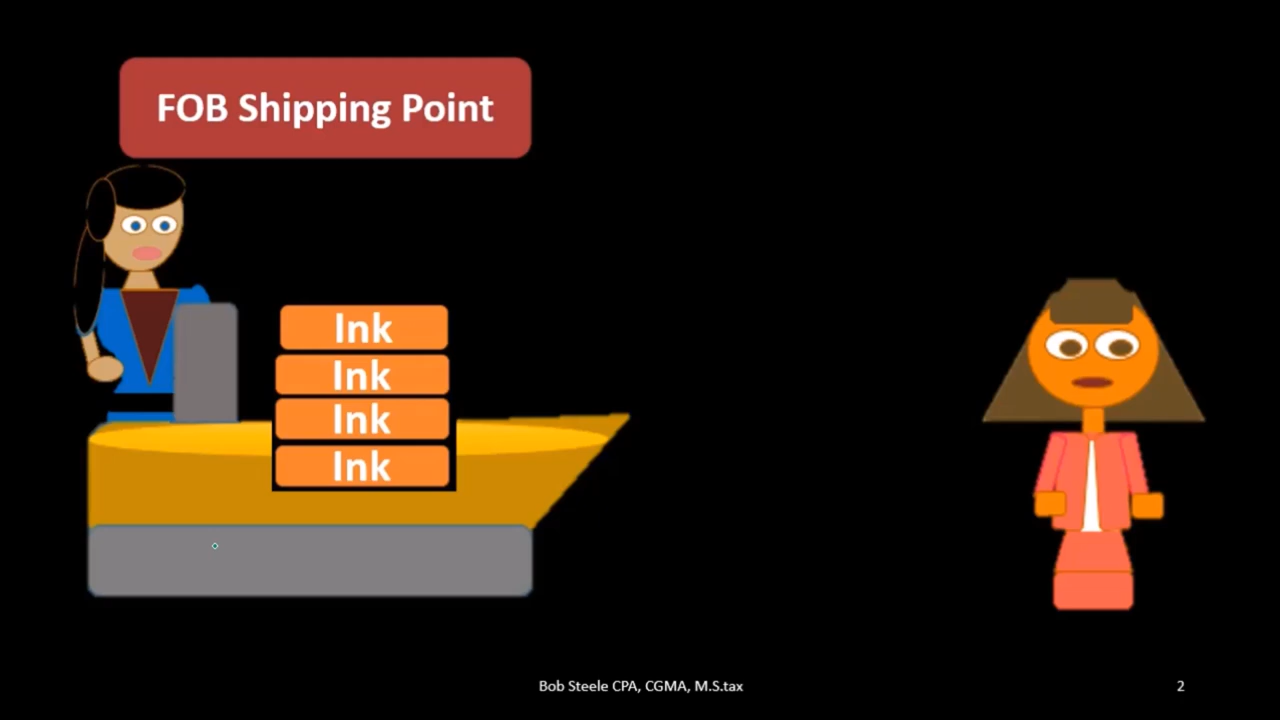 FOB Shipping Point
Ink
Ink
Ink
Ink
Bob Steele CPA, CGMA, M.S.tax
2